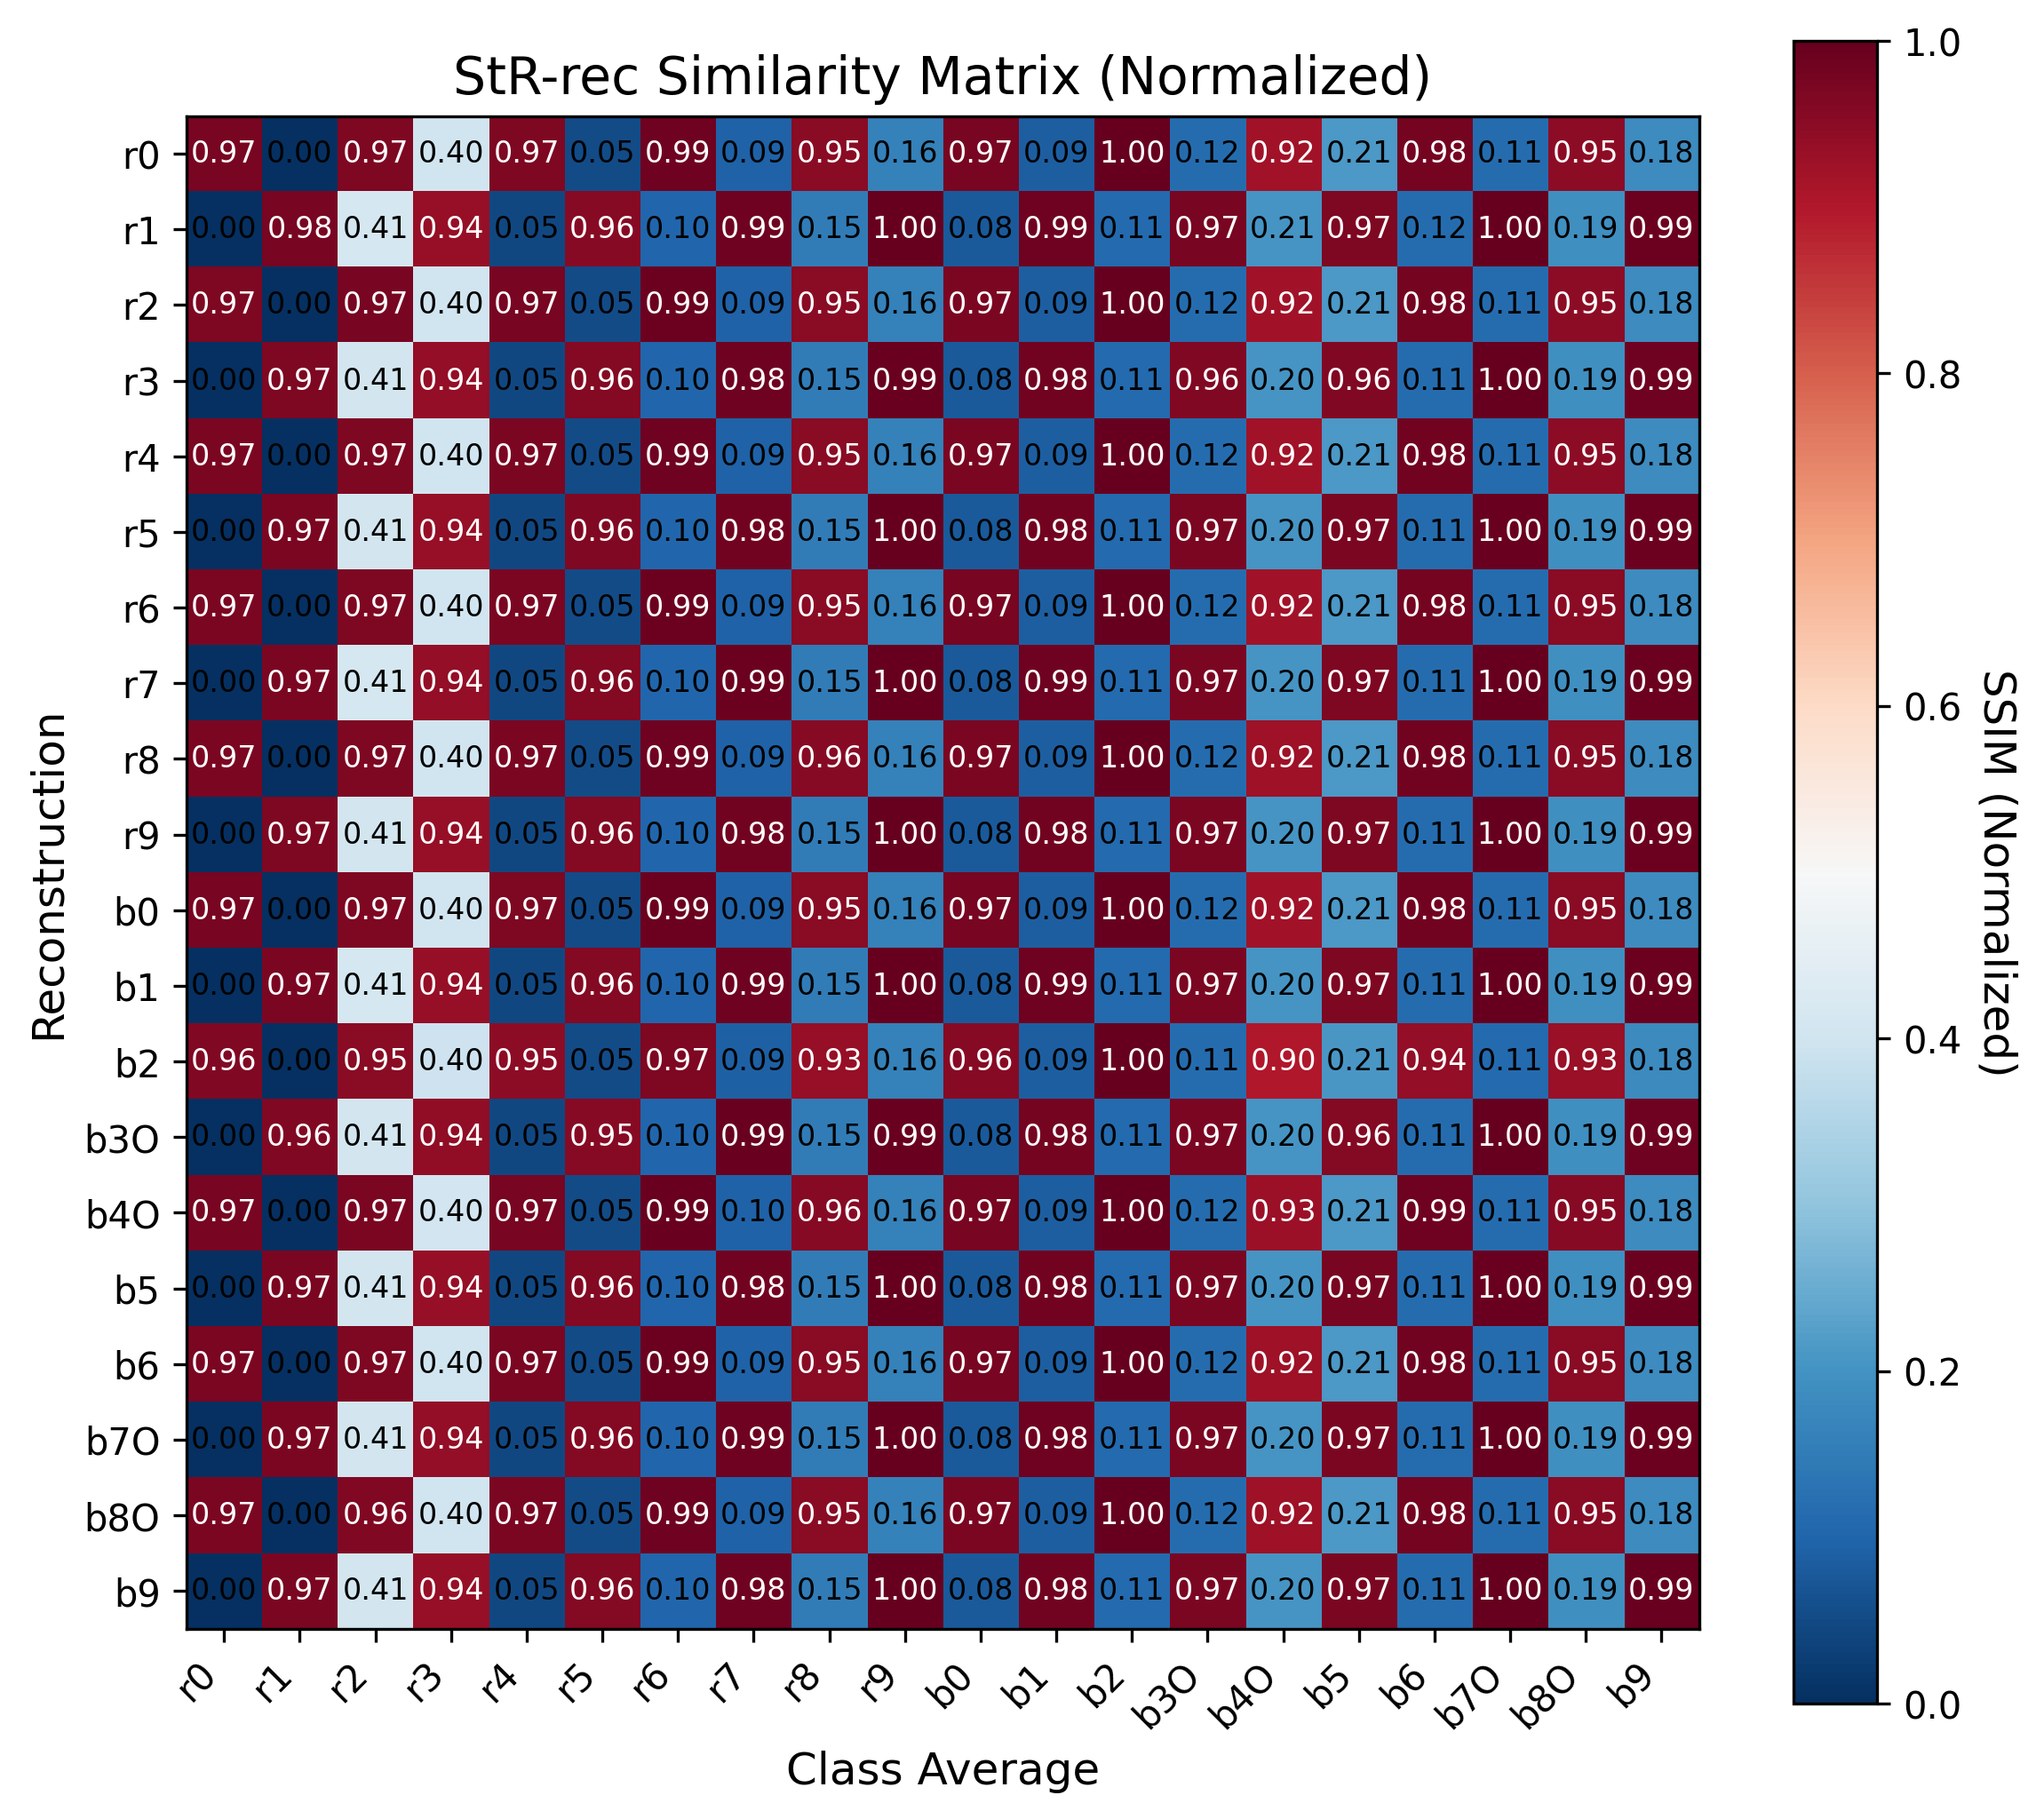 StR-rec Similarity Matrix (Normalized)
r0 0.97 0.00 0.97 0.40 0.97 0.05 0.99 0.09 0.95 0.16 0.97 0.09 1.00 0.12 0.92 0.21 0.98 0.11 0.95 0.18
r1 0.00 0.98 0.41 0.94 0.05 0.96 0.10 0.99 0.15 1.00 0.08 0.99 0.11 0.97 0.21 0.97 0.12 1.00 0.19 0.99
r2 0.97 0.00 0.97 0.40 0.97 0.05 0.99 0.09 0.95 0.16 0.97 0.09 1.00 0.12 0.92 0.21 0.98 0.11 0.95 0.18
r3 0.00 0.97 0.41 0.94 0.05 0.96 0.10 0.98 0.15 0.99 0.08 0.98 0.11 0.96 0.20 0.96 0.11 1.00 0.19 0.99
r4 0.97 0.00 0.97 0.40 0.97 0.05 0.99 0.09 0.95 0.16 0.97 0.09 1.00 0.12 0.92 0.21 0.98 0.11 0.95 0.18
r5 0.00 0.97 0.41 0.94 0.05 0.96 0.10 0.98 0.15 1.00 0.08 0.98 0.11 0.97 0.20 0.97 0.11 1.00 0.19 0.99
r6 0.97 0.00 0.97 0.40 0.97 0.05 0.99 0.09 0.95 0.16 0.97 0.09 1.00 0.12 0.92 0.21 0.98 0.11 0.95 0.18
r7 0.00 0.97 0.41 0.94 0.05 0.96 0.10 0.99 0.15 1.00 0.08 0.99 0.11 0.97 0.20 0.97 0.11 1.00 0.19 0.99
r8 0.97 0.00 0.97 0.40 0.97 0.05 0.99 0.09 0.96 0.16 0.97 0.09 1.00 0.12 0.92 0.21 0.98 0.11 0.95 0.18
r9 0.00 0.97 0.41 0.94 0.05 0.96 0.10 0.98 0.15 1.00 0.08 0.98 0.11 0.97 0.20 0.97 0.11 1.00 0.19 0.99
b0 0.97 0.00 0.97 0.40 0.97 0.05 0.99 0.09 0.95 0.16 0.97 0.09 1.00 0.12 0.92 0.21 0.98 0.11 0.95 0.18
b1 0.00 0.97 0.41 0.94 0.05 0.96 0.10 0.99 0.15 1.00 0.08 0.99 0.11 0.97 0.20 0.97 0.11 1.00 0.19 0.99
b2 0.96 0.00 0.95 0.40 0.95 0.05 0.97 0.09 0.93 0.16 0.96 0.09 1.00 0.11 0.90 0.21 0.94 0.11 0.93 0.18
b3O 0.00 0.96 0.41 0.94 0.05 0.95 0.10 0.99 0.15 0.99 0.08 0.98 0.11 0.97 0.20 0.96 0.11 1.00 0.19 0.99
b4O 0.97 0.00 0.97 0.40 0.97 0.05 0.99 0.10 0.96 0.16 0.97 0.09 1.00 0.12 0.93 0.21 0.99 0.11 0.95 0.18
b5 0.00 0.97 0.41 0.94 0.05 0.96 0.10 0.98 0.15 1.00 0.08 0.98 0.11 0.97 0.20 0.97 0.11 1.00 0.19 0.99
b6 0.97 0.00 0.97 0.40 0.97 0.05 0.99 0.09 0.95 0.16 0.97 0.09 1.00 0.12 0.92 0.21 0.98 0.11 0.95 0.18
b7O 0.00 0.97 0.41 0.94 0.05 0.96 0.10 0.99 0.15 1.00 0.08 0.98 0.11 0.97 0.20 0.97 0.11 1.00 0.19 0.99
b8O 0.97 0.00 0.96 0.40 0.97 0.05 0.99 0.09 0.95 0.16 0.97 0.09 1.00 0.12 0.92 0.21 0.98 0.11 0.95 0.18
b9 0.00 0.97 0.41 0.94 0.05 0.96 0.10 0.98 0.15 1.00 0.08 0.98 0.11 0.97 0.20 0.97 0.11 1.00 0.19 0.99
r0 r1 r2 r3 r4 r5 r6 r7 r8 r9 b0 b1 b2 b3O b4O b5 b6 b7O b8O b9
Class Average
Reconstruction
1.0
0.8
0.6
0.4
0.2
0.0
SSIM (Normalized)